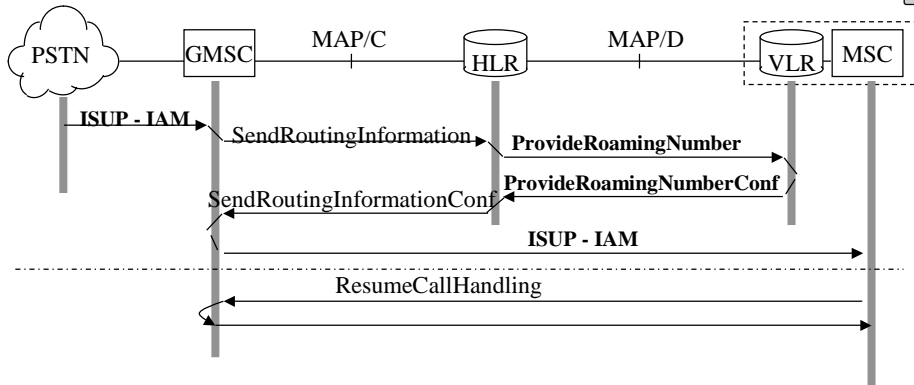 PSTN
GMSC
MAP/C
HLR
MAP/D
VLR
MSC
ISUP - IAM
SendRoutingInformation
ProvideRoamingNumber
ProvideRoamingNumberConf
SendRoutingInformationConf
ISUP - IAM
ResumeCallHandling